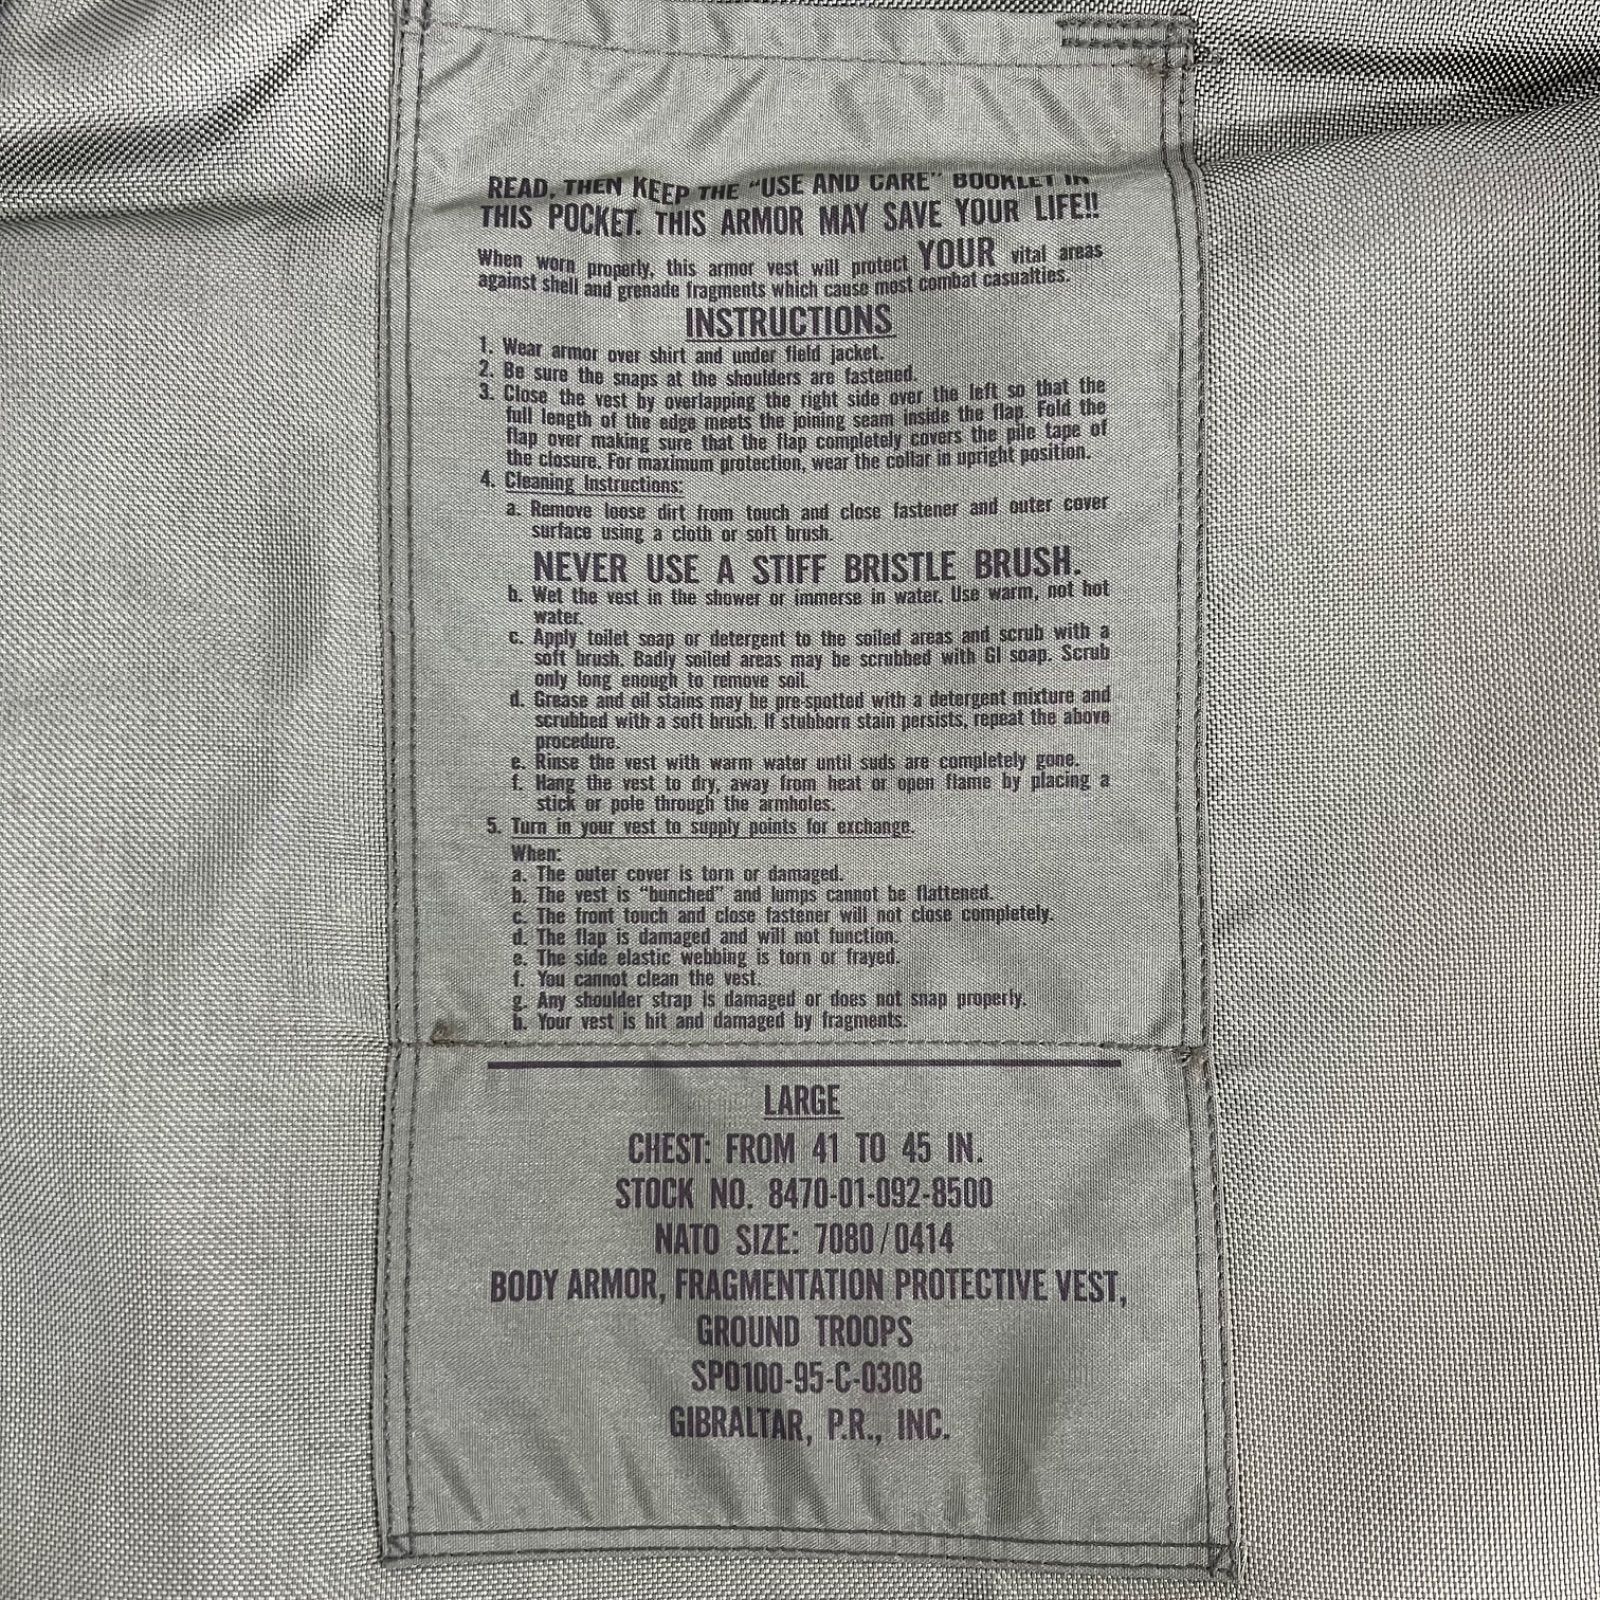 READ, THEN KEEP THE "USE AND CARE" BOOKLET IN
THIS POCKET. THIS ARMOR MAY SAVE YOUR LIFE!!
When worn properly, this armor vest will protect YOUR vital areas
against shell and grenade fragments which cause most combat casualties.
INSTRUCTIONS
1. Wear armor over shirt and under field jacket.
2. Be sure the snaps at the shoulders are fastened.
3. Close the vest by overlapping the right side over the left so that the
full length of the edge meets the joining seam inside the flap. Fold the
flap over making sure that the flap completely covers the pile tape of
the closure. For maximum protection, wear the collar in upright position.
4. Cleaning Instructions:
a. Remove loose dirt from touch and close fastener and outer cover
surface using a cloth or soft brush.
NEVER USE A STIFF BRISTLE BRUSH.
b. Wet the vest in the shower or immerse in water. Use warm, not hot
water.
c. Apply toilet soap or detergent to the soiled areas and scrub with a
soft brush. Badly soiled areas may be scrubbed with GI soap. Scrub
only long enough to remove soil.
d. Grease and oil stains may be pre-spotted with a detergent mixture and
scrubbed with a soft brush. If stubborn stain persists, repeat the above
procedure.
e. Rinse the vest with warm water until suds are completely gone.
f. Hang the vest to dry, away from heat or open flame by placing a
stick or pole through the armholes.
5. Turn in your vest to supply points for exchange.
When:
a. The outer cover is torn or damaged.
b. The vest is "bunched" and lumps cannot be flattened.
c. The front touch and close fastener will not close completely.
d. The flap is damaged and will not function.
e. The side elastic webbing is torn or frayed.
f. You cannot clean the vest.
g. Any shoulder strap is damaged or does not snap properly.
h. Your vest is hit and damaged by fragments.
LARGE
CHEST: FROM 41 TO 45 IN.
STOCK NO. 8470-01-092-8500
NATO SIZE: 7080/0414
BODY ARMOR, FRAGMENTATION PROTECTIVE VEST,
GROUND TROOPS
SPO100-95-C-0308
GIBRALTAR, P.R., INC.